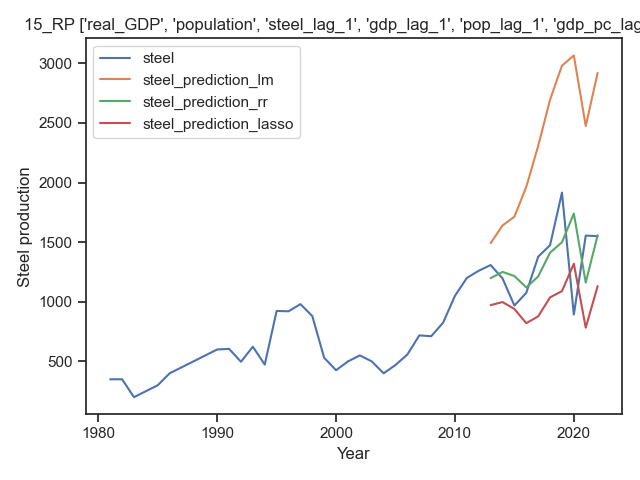 15_RP ['real_GDP', 'population', 'steel_lag_1', 'gdp_lag_1', 'pop_lag_1', 'gdp_pc_lag
steel
steel_prediction_lm
steel_prediction_rr
steel_prediction_lasso
3000
2500
2000
1500
1000
500
Steel production
1980
1990
2000
2010
2020
Year